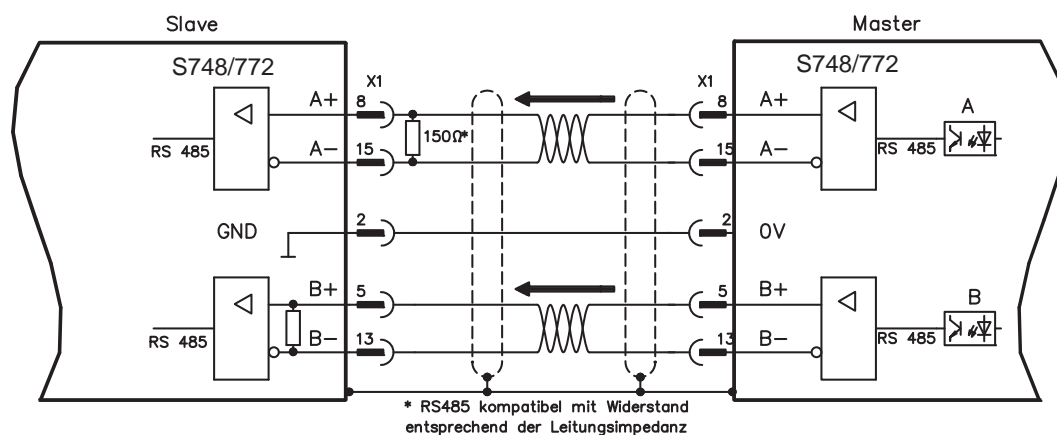 Slave
Master
S748/772
S748/772
X1
X1
A+
8
8
A+
A
150Ω*
RS 485
RS 485
A-
15
15
A-
GND
2
2
0V
B+
5
5
B+
B
RS 485
RS 485
B-
13
13
B-
* RS485 kompatibel mit Widerstand
entsprechend der Leitungsimpedanz